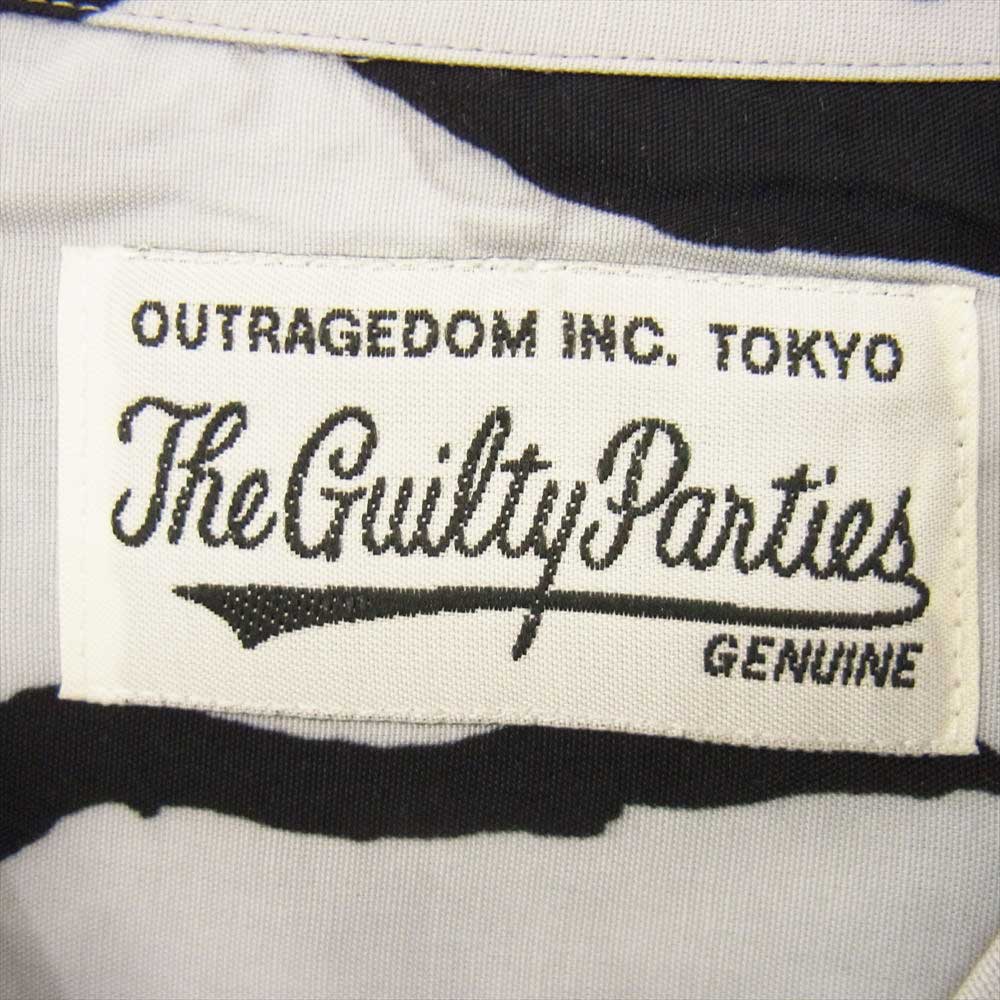 OUTRAGEDOM INC. TOKYO
The Guilty Parties
GENUINE